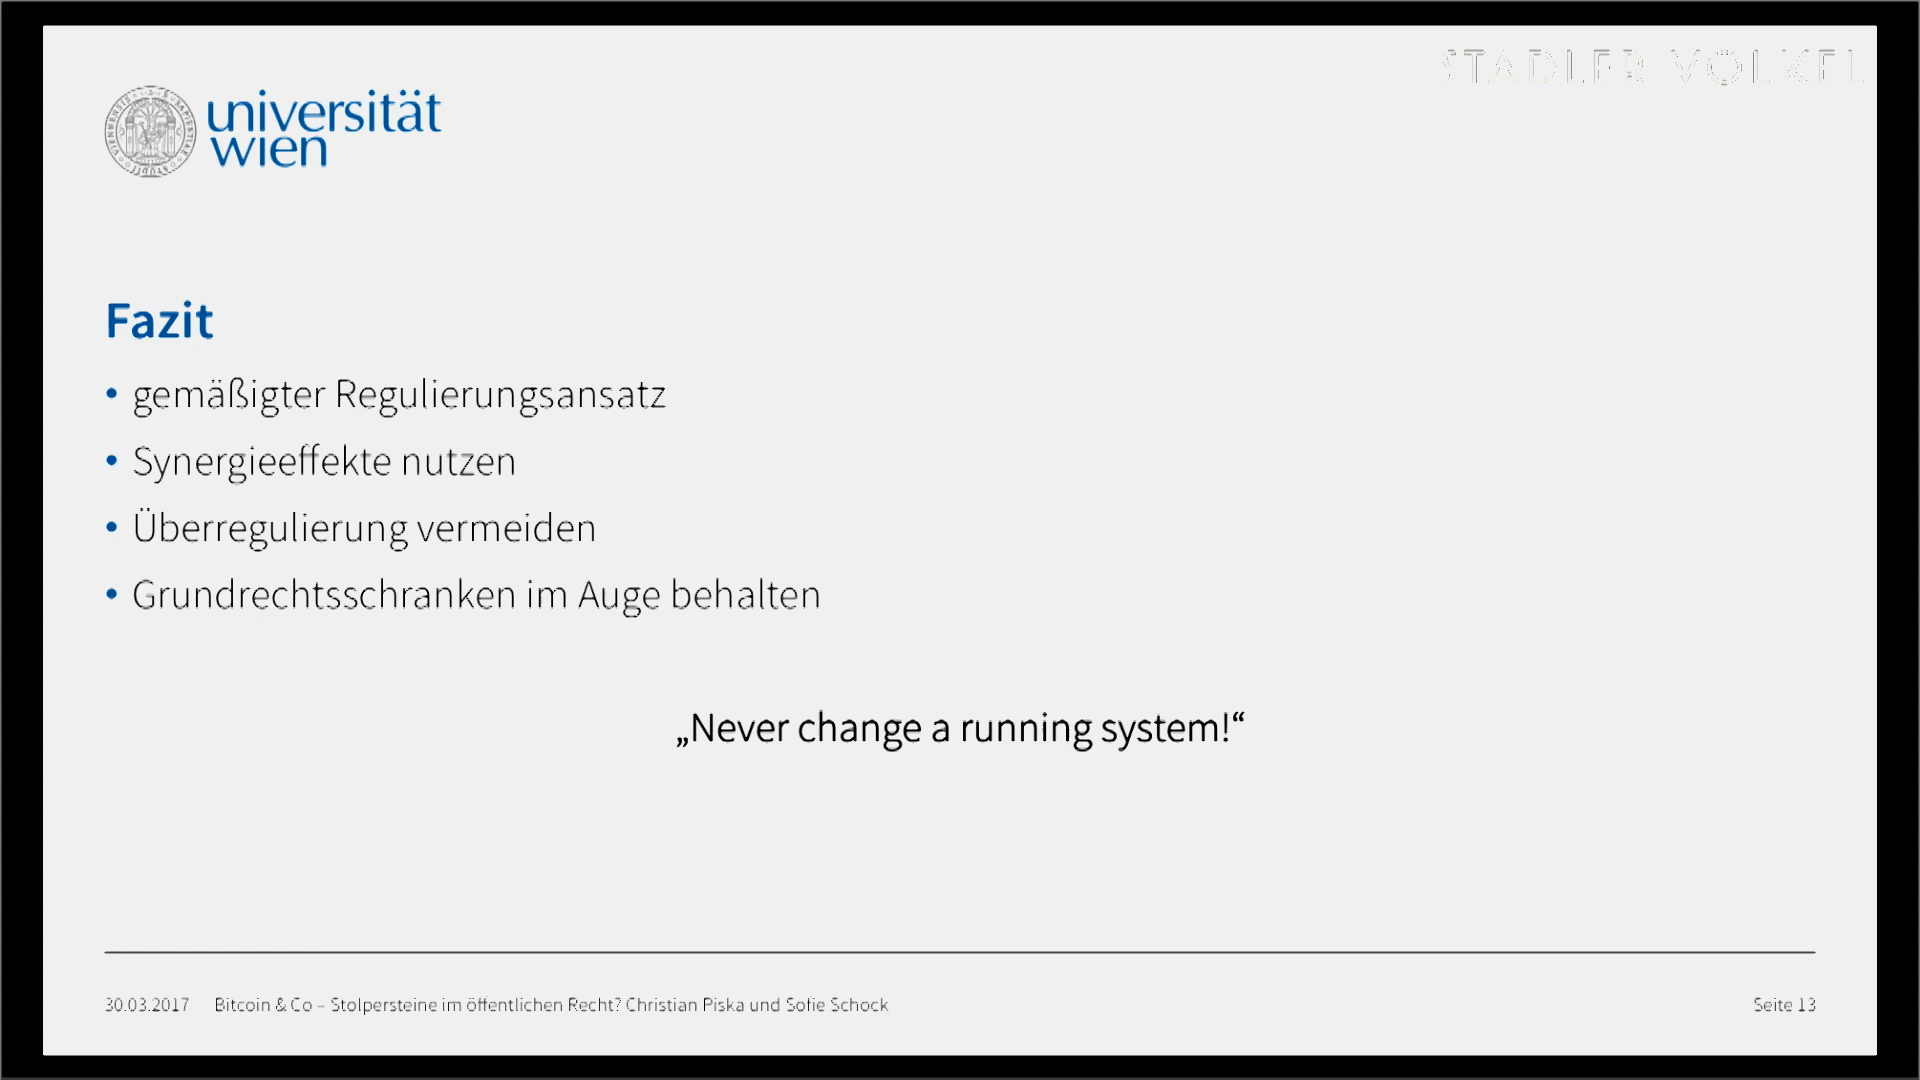 STADLER VÖLKEL
universität
wien
Fazit
• gemäßigter Regulierungsansatz
• Synergieeffekte nutzen
• Überregulierung vermeiden
• Grundrechtsschranken im Auge behalten
„Never change a running system!“
30.03.2017 Bitcoin & Co – Stolpersteine im öffentlichen Recht? Christian Piska und Sofie Schock Seite 13